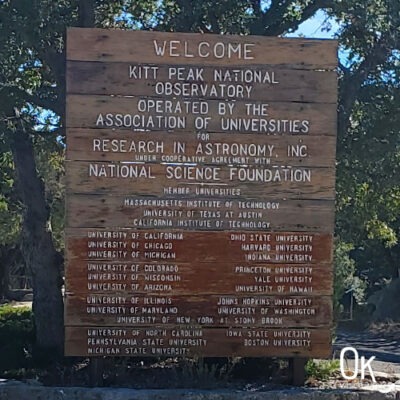 WELCOME
KITT PEAK NATIONAL
OBSERVATORY
OPERATED BY THE
ASSOCIATION OF UNIVERSITIES
FOR
RESEARCH IN ASTRONOMY, INC.
UNDER COOPERATIVE AGREEMENT WITH
NATIONAL SCIENCE FOUNDATION
MEMBER UNIVERSITIES
MASSACHUSETTS INSTITUTE OF TECHNOLOGY
UNIVERSITY OF TEXAS AT AUSTIN
CALIFORNIA INSTITUTE OF TECHNOLOGY
UNIVERSITY OF CALIFORNIA OHIO STATE UNIVERSITY
UNIVERSITY OF CHICAGO HARVARD UNIVERSITY
UNIVERSITY OF MICHIGAN INDIANA UNIVERSITY
UNIVERSITY OF COLORADO PRINCETON UNIVERSITY
UNIVERSITY OF WISCONSIN YALE UNIVERSITY
UNIVERSITY OF ARIZONA UNIVERSITY OF HAWAII
UNIVERSITY OF ILLINOIS JOHNS HOPKINS UNIVERSITY
UNIVERSITY OF MARYLAND UNIVERSITY OF WASHINGTON
UNIVERSITY OF NEW YORK AT STONY BROOK
UNIVERSITY OF NORTH CAROLINA IOWA STATE UNIVERSITY
PENNSYLVANIA STATE UNIVERSITY BOSTON UNIVERSITY
MICHIGAN STATE UNIVERSITY
OK